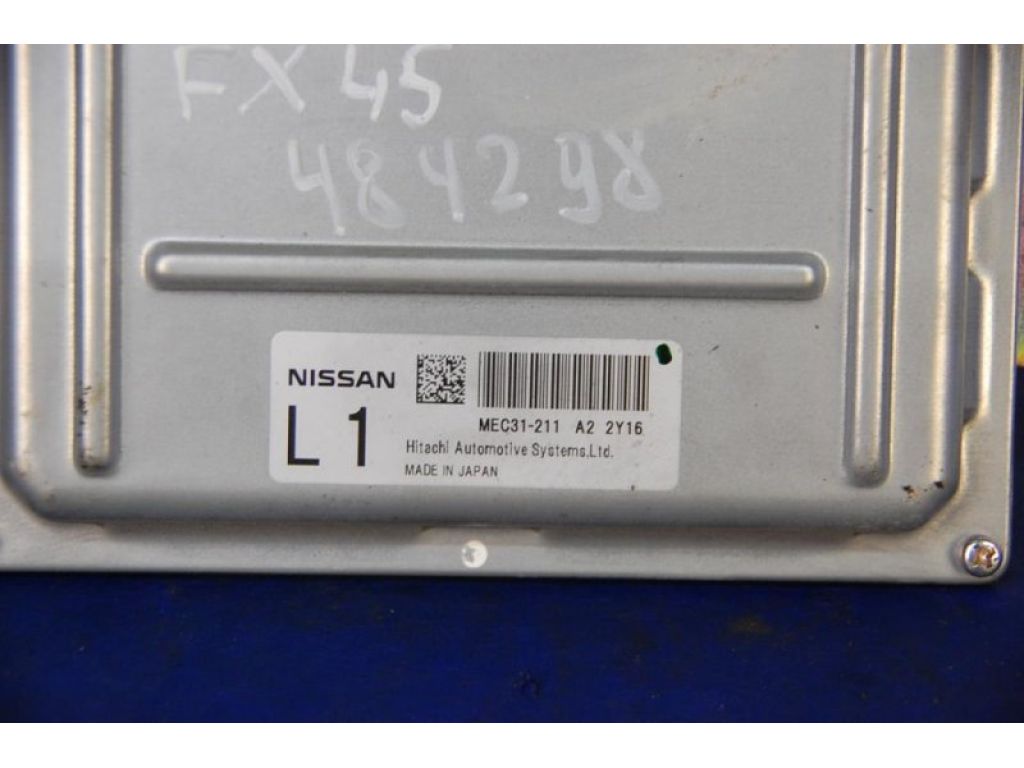 FX45
484298
NISSAN
L1
MEC31-211 A2 2Y16
Hitachi Automotive Systems,Ltd.
MADE IN JAPAN